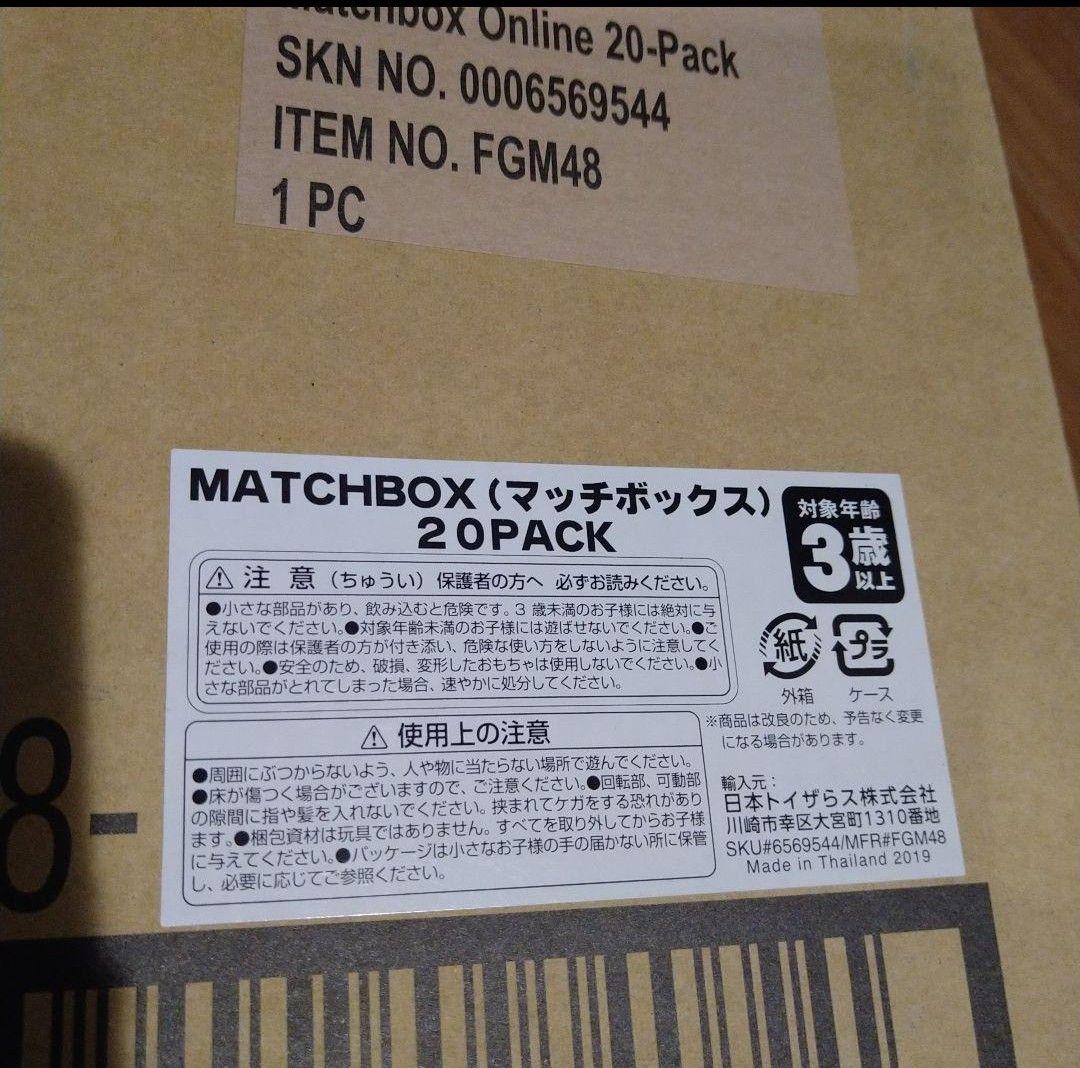 Matchbox Online 20-Pack
SKN NO. 0006569544
ITEM NO. FGM48
1 PC
MATCHBOX(マッチボックス)
20PACK
対象年齢
3歳
以上
⚠ 注 意(ちゅうい)保護者の方へ 必ずお読みください。
●小さな部品があり、飲み込むと危険です。3歳未満のお子様には絶対に与
えないでください。●対象年齢未満のお子様には遊ばせないでください。●ご
使用の際は保護者の方が付き添い、危険な使い方をしないように注意してく
ださい。●安全のため、破損、変形したおもちゃは使用しないでください。●小
さな部品がとれてしまった場合、速やかに処分してください。
紙
プラ
外箱 ケース
※商品は改良のため、予告なく変更
になる場合があります。
⚠ 使用上の注意
●周囲にぶつからないよう、人や物に当たらない場所で遊んでください。
●床が傷つく場合がございますので、ご注意ください。●回転部、可動部
の隙間に指や髪を入れないでください。挟まれてケガをする恐れがあり
ます。●梱包資材は玩具ではありません。すべてを取り外してからお子様
に与えてください。●パッケージは小さなお子様の手の届かない所に保管
し、必要に応じてご参照ください。
輸入元:
日本トイザらス株式会社
川崎市幸区大宮町1310番地
SKU#6569544/MFR#FGM48
Made in Thailand 2019
8-